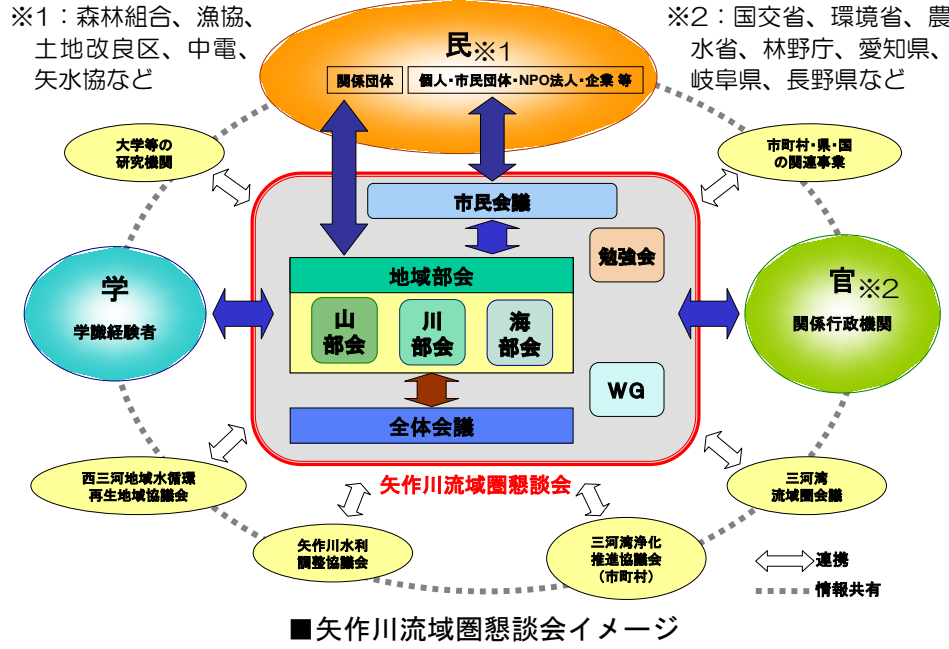 ※1：森林組合、漁協、
土地改良区、中電、
矢水協など
※2：国交省、環境省、農
水省、林野庁、愛知県、
岐阜県、長野県など
民※1
関係団体
個人・市民団体・NPO法人・企業 等
大学等の
研究機関
市町村・県・国
の関連事業
市民会議
勉強会
地域部会
山
部会
川
部会
海
部会
学
学識経験者
官※2
関係行政機関
WG
全体会議
矢作川流域圏懇談会
西三河地域水循環
再生地域協議会
三河湾
流域圏会議
矢作川水利
調整協議会
三河湾浄化
推進協議会
（市町村）
連携
情報共有
■矢作川流域圏懇談会イメージ